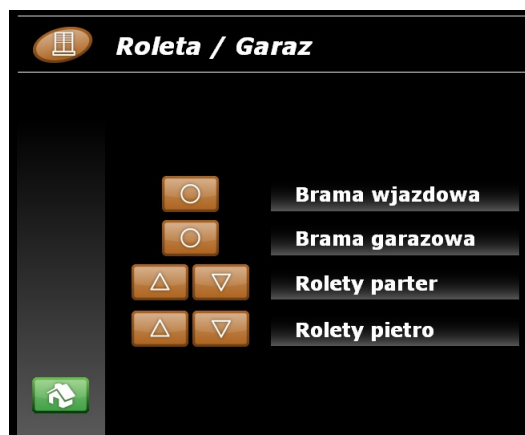 Roleta / Garaz
Brama wjazdowa
Brama garazowa
Rolety parter
Rolety pietro